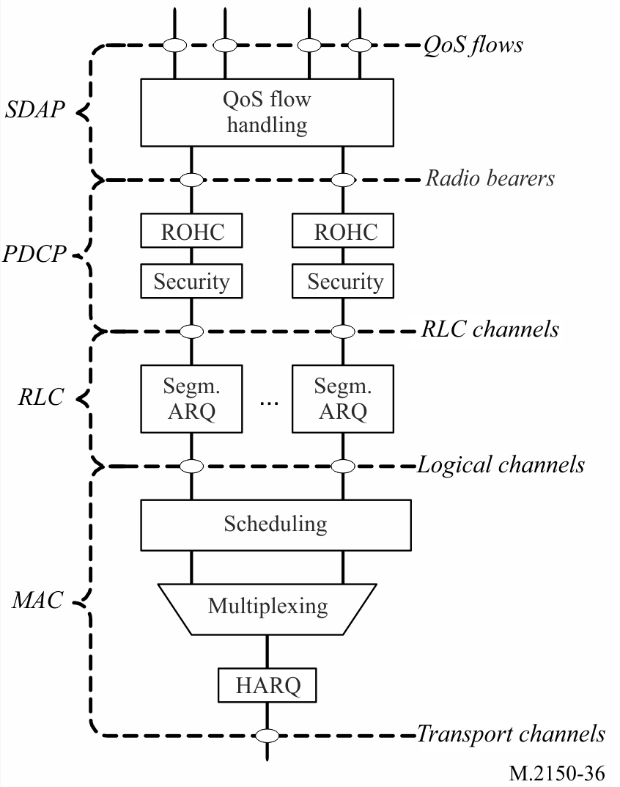 QoS flows
SDAP
QoS flow
handling
Radio bearers
ROHC ROHC
PDCP
Security Security
RLC channels
RLC
Segm.
ARQ
...
Segm.
ARQ
Logical channels
Scheduling
MAC
Multiplexing
HARQ
Transport channels
M.2150-36